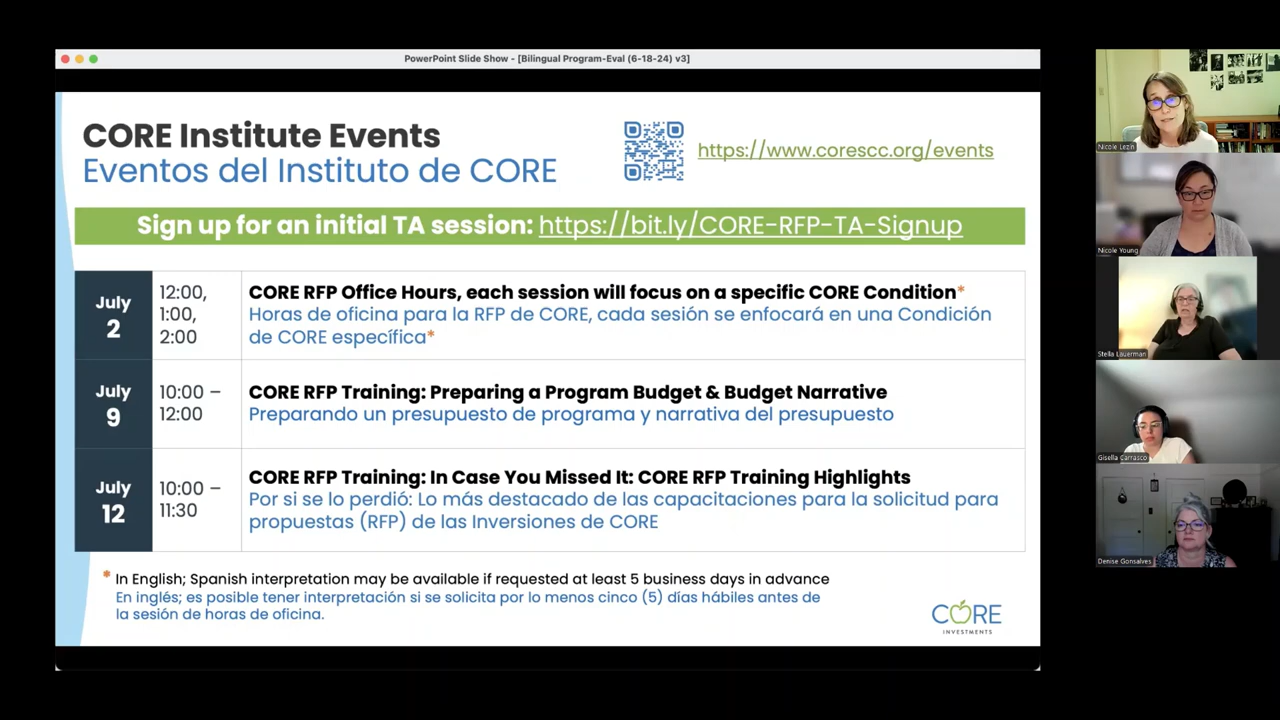 PowerPoint Slide Show - [Bilingual Program-Eval (6-18-24) v3]
CORE Institute Events
Eventos del Instituto de CORE
https://www.corescc.org/events
Sign up for an initial TA session: https://bit.ly/CORE-RFP-TA-Signup
July
2
12:00,
1:00,
2:00
CORE RFP Office Hours, each session will focus on a specific CORE Condition*
Horas de oficina para la RFP de CORE, cada sesión se enfocará en una Condición
de CORE específica*
July
9
10:00 –
12:00
CORE RFP Training: Preparing a Program Budget & Budget Narrative
Preparando un presupuesto de programa y narrativa del presupuesto
July
12
10:00 –
11:30
CORE RFP Training: In Case You Missed It: CORE RFP Training Highlights
Por si se lo perdió: Lo más destacado de las capacitaciones para la solicitud para
propuestas (RFP) de las Inversiones de CORE
* In English; Spanish interpretation may be available if requested at least 5 business days in advance
En inglés; es posible tener interpretación si se solicita por lo menos cinco (5) días hábiles antes de
la sesión de horas de oficina.
CORE
INVESTMENTS
Nicole Lezin
Nicole Young
Stella Lauerman
Gisella Carrasco
Denise Gonsalves